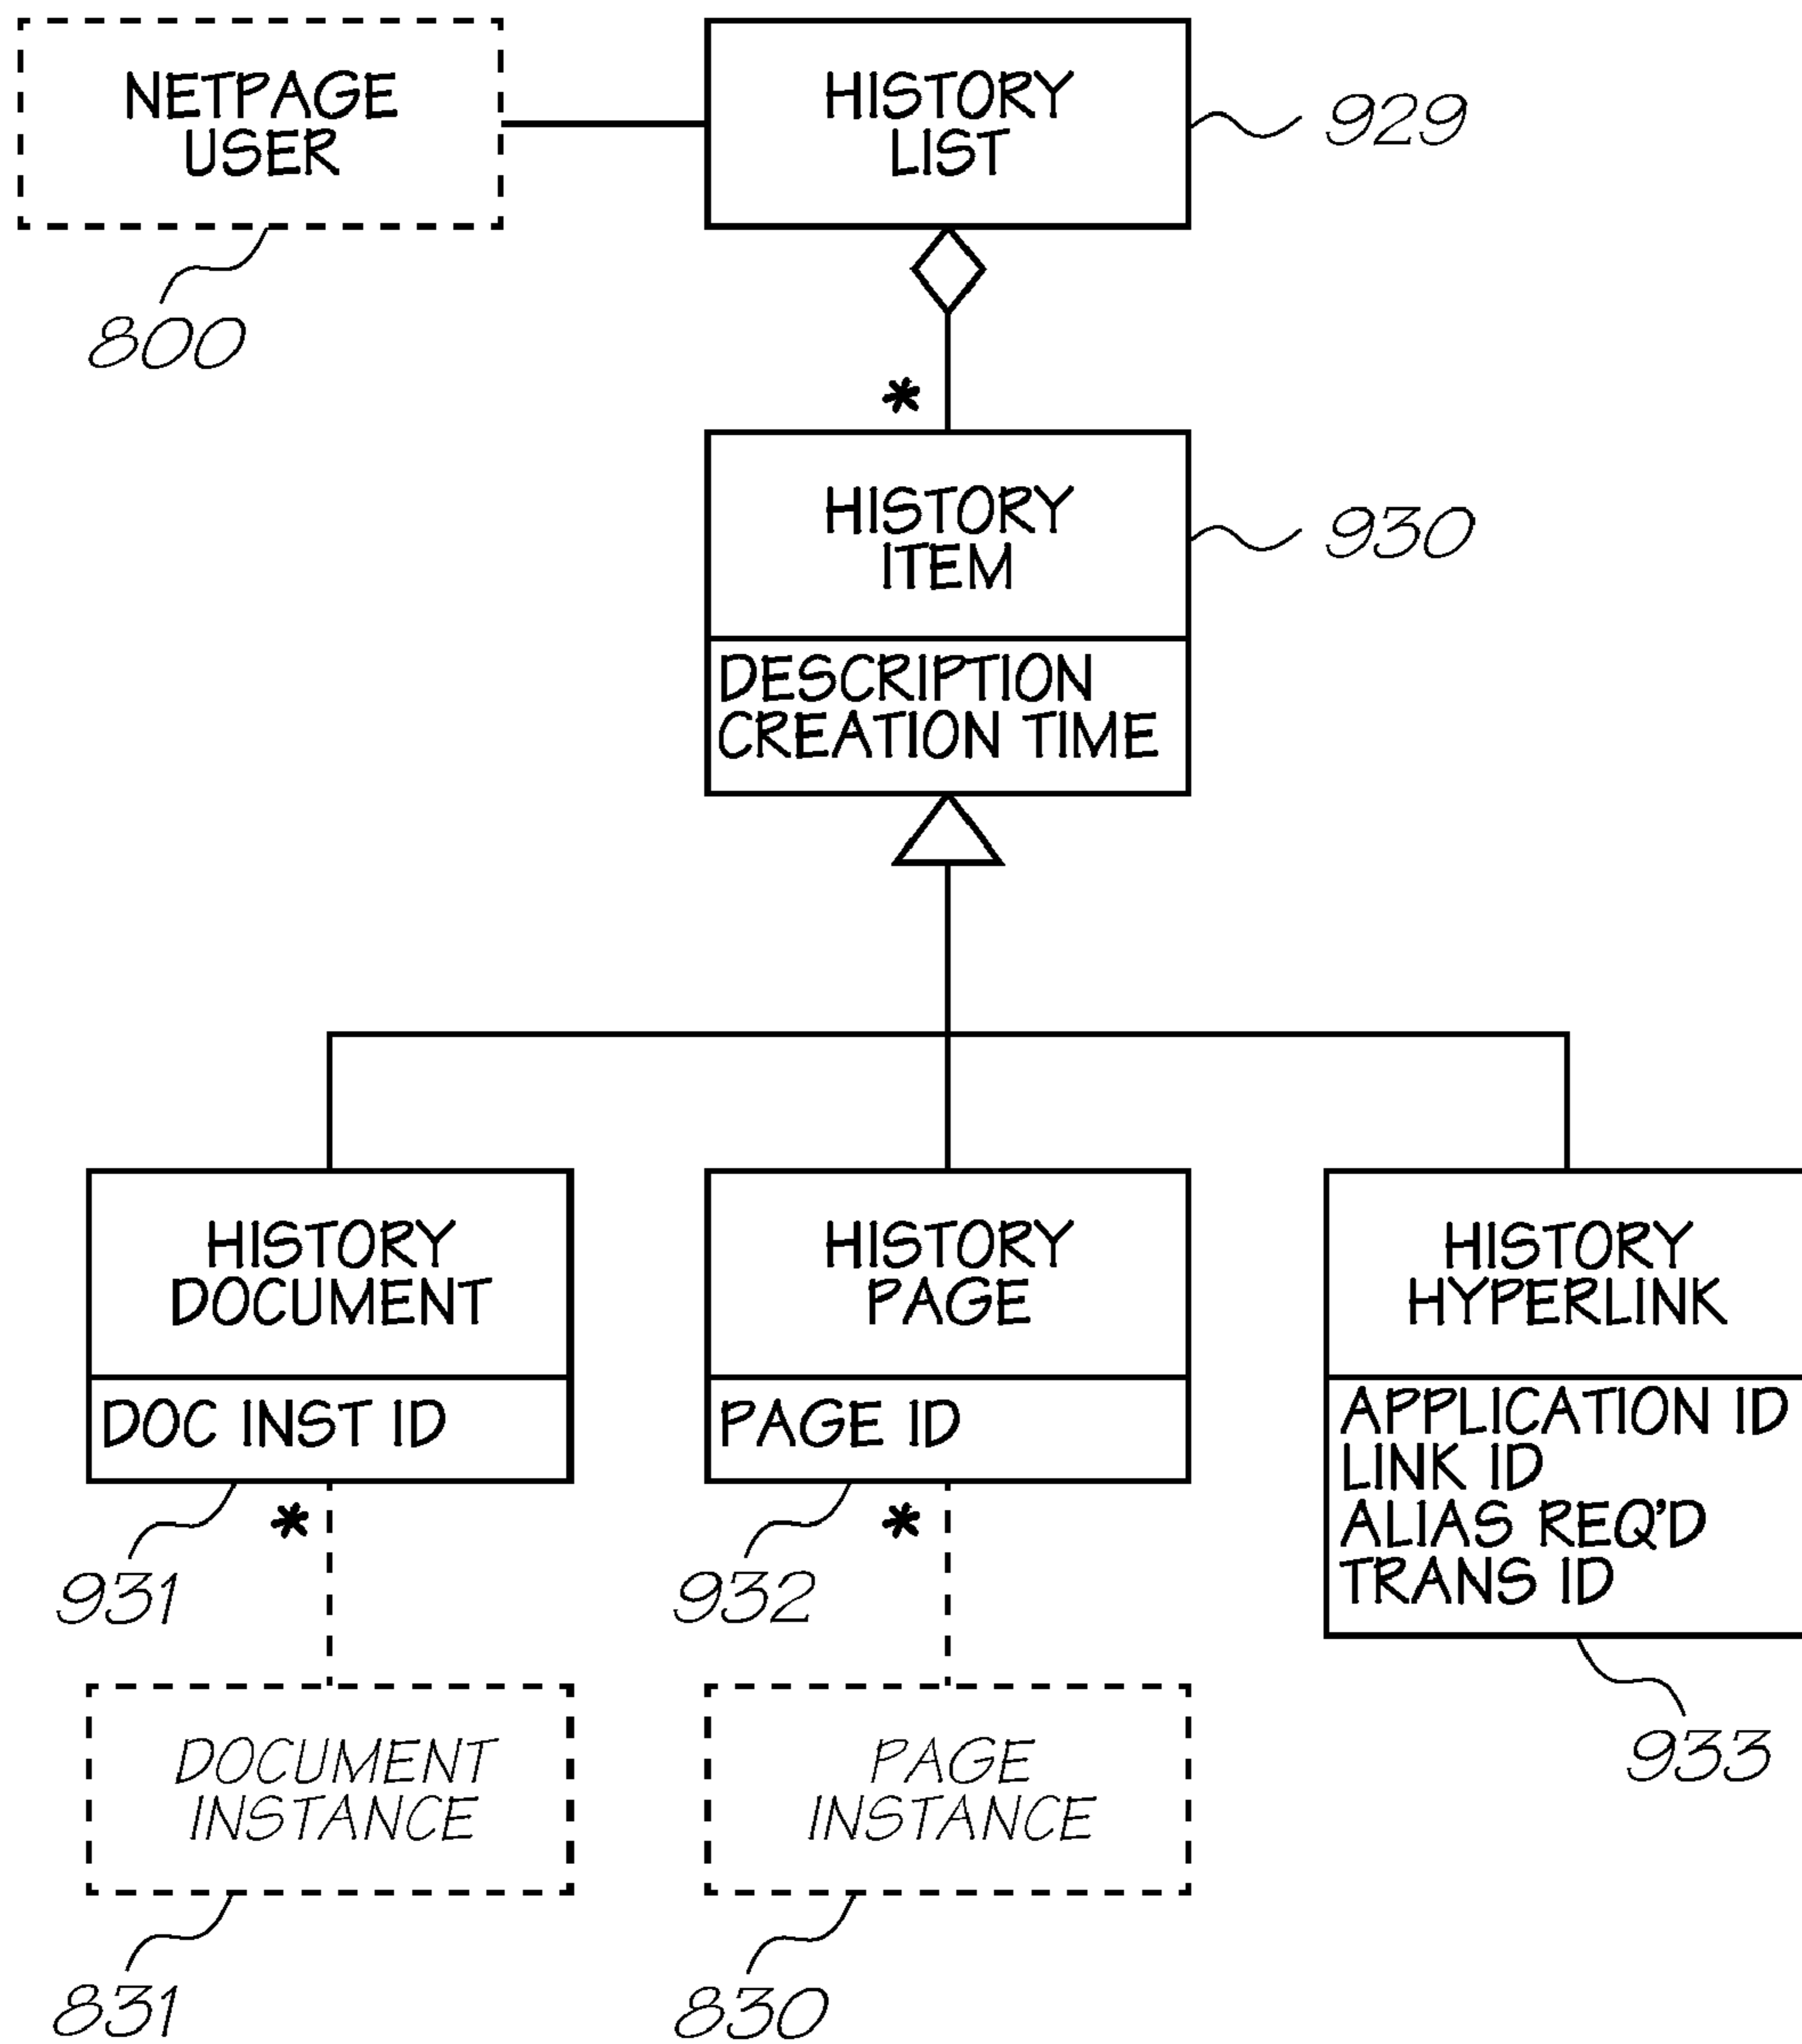 NETPAGE
USER
800
HISTORY
LIST
929
*
HISTORY
ITEM
930
DESCRIPTION
CREATION TIME
HISTORY
DOCUMENT
DOC INST ID
*
931
HISTORY
PAGE
PAGE ID
*
932
HISTORY
HYPERLINK
APPLICATION ID
LINK ID
ALIAS REQ'D
TRANS ID
933
DOCUMENT
INSTANCE
831
PAGE
INSTANCE
830